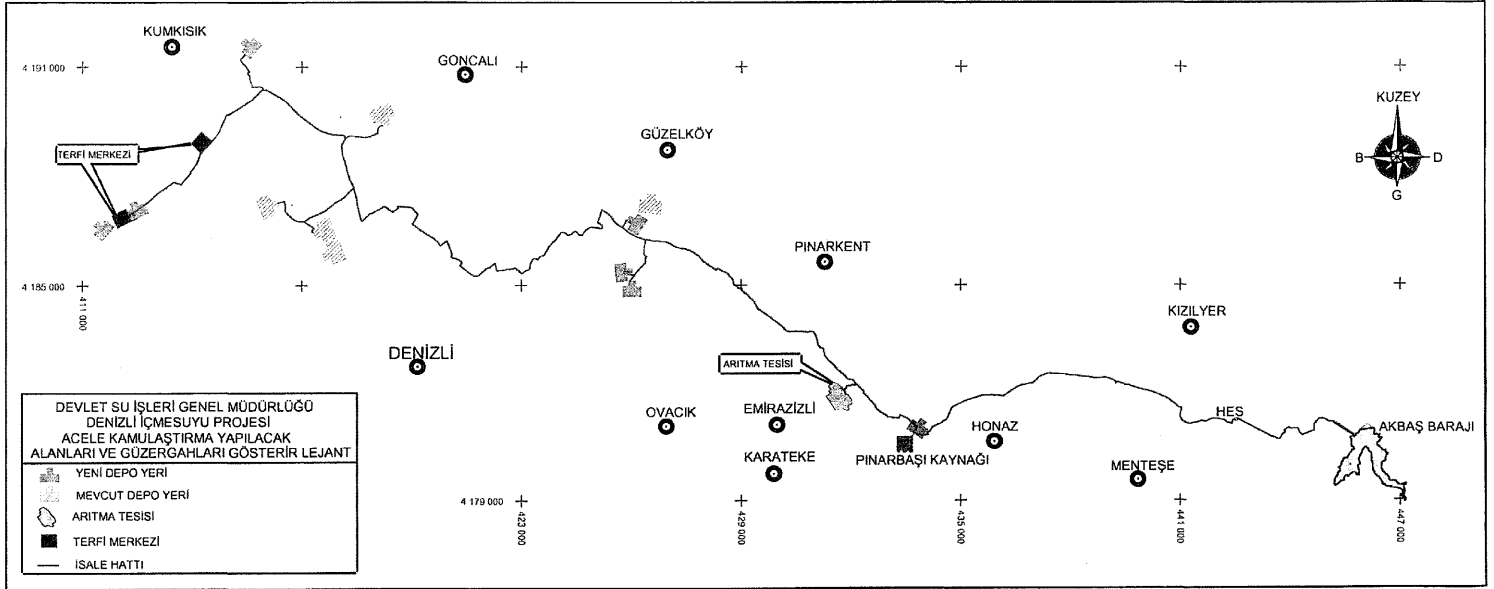 KUMKISIK
GONCALI
4 191 000
KUZEY
GÜZELKÖY
TERFİ MERKEZİ
B
D
G
PINARKENT
4 185 000
411 000
KIZILYER
DENİZLİ
ARITMA TESİSİ
OVACIK
EMİRAZİZLİ
HONAZ
HES
AKBAŞ BARAJI
KARATEKE
PINARBAŞI KAYNAĞI
MENTEŞE
4 179 000
423 000
429 000
435 000
441 000
447 000
DEVLET SU İŞLERİ GENEL MÜDÜRLÜĞÜ
DENİZLİ İÇMESUYU PROJESİ
ACELE KAMULAŞTIRMA YAPILACAK
ALANLARI VE GÜZERGAHLARI GÖSTERİR LEJANT
YENİ DEPO YERİ
MEVCUT DEPO YERİ
ARITMA TESİSİ
TERFİ MERKEZİ
İSALE HATTI